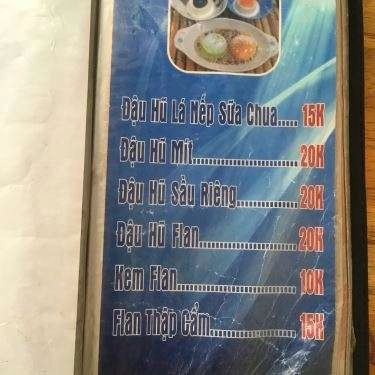 Đậu Hũ Lá Nếp Sữa Chua..... 15K
Đậu Hũ Mít........................ 20K
Đậu Hũ Sầu Riêng............. 20K
Đậu Hũ Flan...................... 20K
Kem Flan........................... 10K
Flan Thập Cẩm.................. 15K